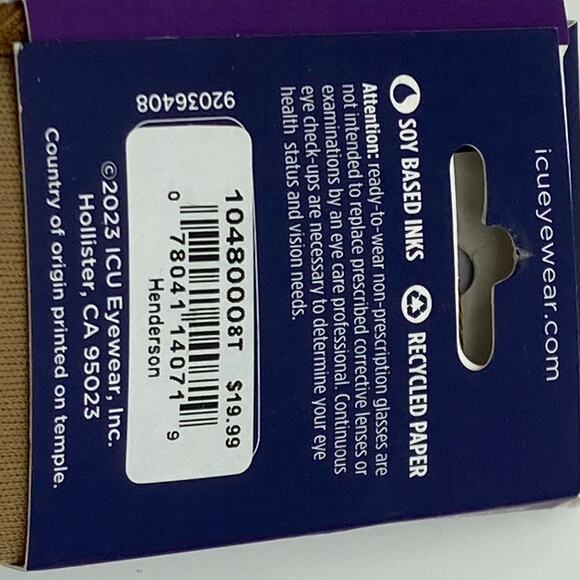 icueyewear.com
SOY BASED INKS RECYCLED PAPER
Attention: ready-to-wear non-prescription glasses are
not intended to replace prescribed corrective lenses or
examinations by an eye care professional. Continuous
eye check-ups are necessary to determine your eye
health status and vision needs.
92036408
10480008T $19.99
0 78041 14071 9
Henderson
©2023 ICU Eyewear, Inc.
Hollister, CA 95023
Country of origin printed on temple.